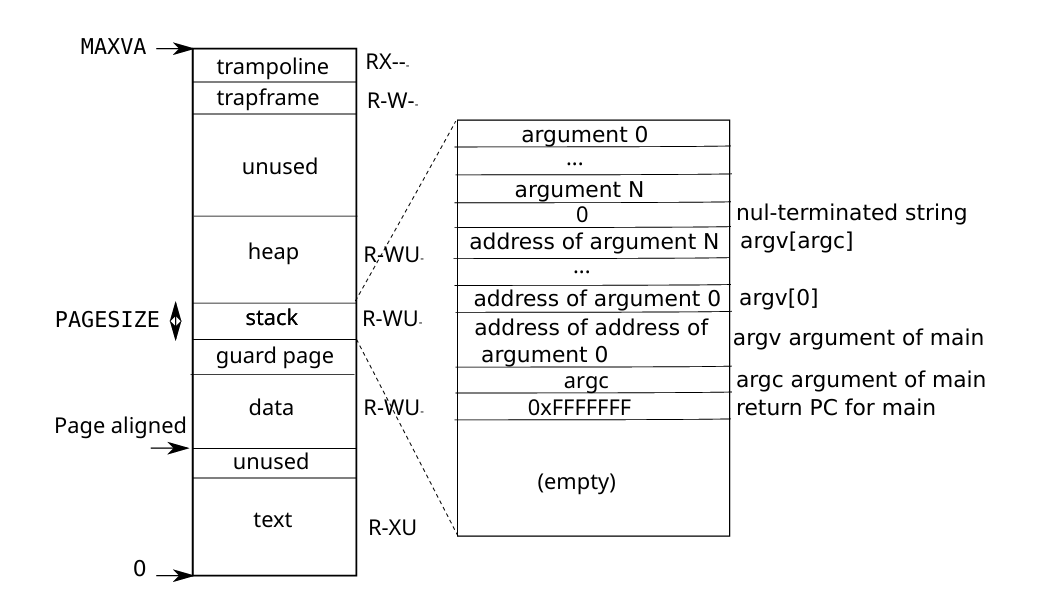 MAXVA
trampoline
RX--
trapframe
R-W-
unused
heap
R-WU
PAGESIZE
stack
R-WU
guard page
data
R-WU
Page aligned
unused
text
R-XU
0
argument 0
...
argument N
0
nul-terminated string
address of argument N
argv[argc]
...
address of argument 0
argv[0]
address of address of
argument 0
argv argument of main
argc
argc argument of main
0xFFFFFFF
return PC for main
(empty)